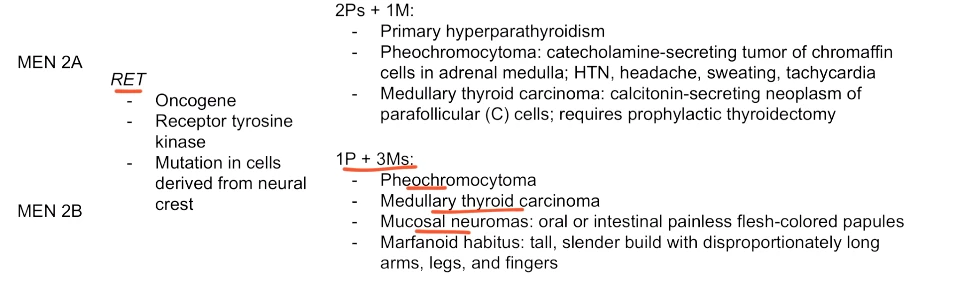 2Ps + 1M:
- Primary hyperparathyroidism
- Pheochromocytoma: catecholamine-secreting tumor of chromaffin
cells in adrenal medulla; HTN, headache, sweating, tachycardia
- Medullary thyroid carcinoma: calcitonin-secreting neoplasm of
parafollicular (C) cells; requires prophylactic thyroidectomy
MEN 2A
RET
- Oncogene
- Receptor tyrosine
kinase
- Mutation in cells
derived from neural
crest
1P + 3Ms:
- Pheochromocytoma
- Medullary thyroid carcinoma
- Mucosal neuromas: oral or intestinal painless flesh-colored papules
- Marfanoid habitus: tall, slender build with disproportionately long
arms, legs, and fingers
MEN 2B